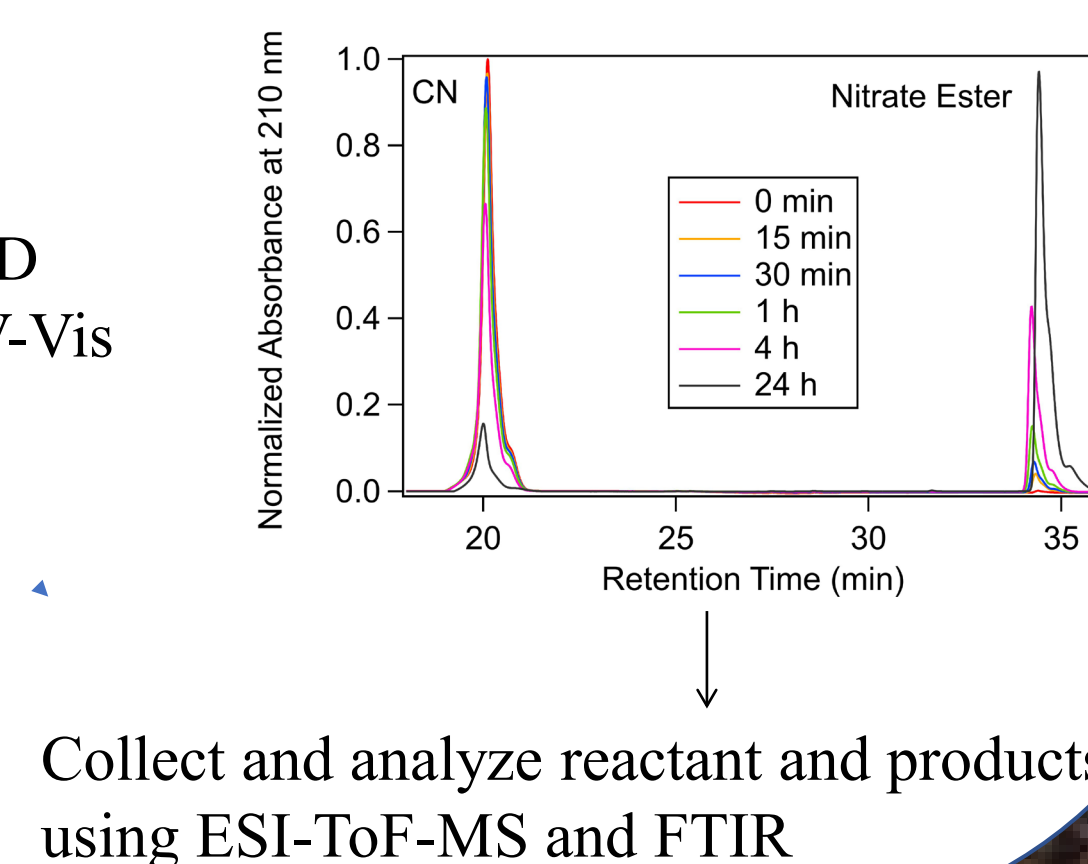 Normalized Absorbance at 210 nm
1.0
0.8
0.6
0.4
0.2
0.0
CN
Nitrate Ester
0 min
15 min
30 min
1 h
4 h
24 h
20 25 30 35
Retention Time (min)
D
-Vis
Collect and analyze reactant and products
using ESI-ToF-MS and FTIR